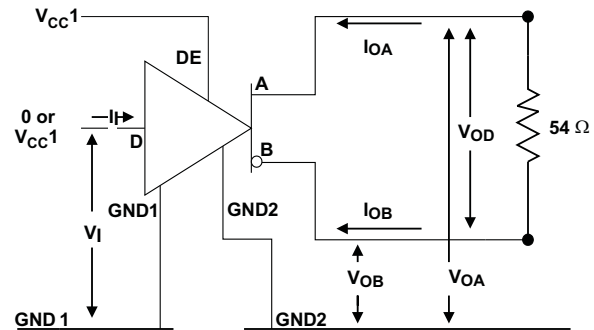 VCC1
DE
A
IOA
0 or
VCC1
II
D
B
VOD
54 Ω
GND1
GND2
VI
IOB
VOB
VOA
GND 1
GND2